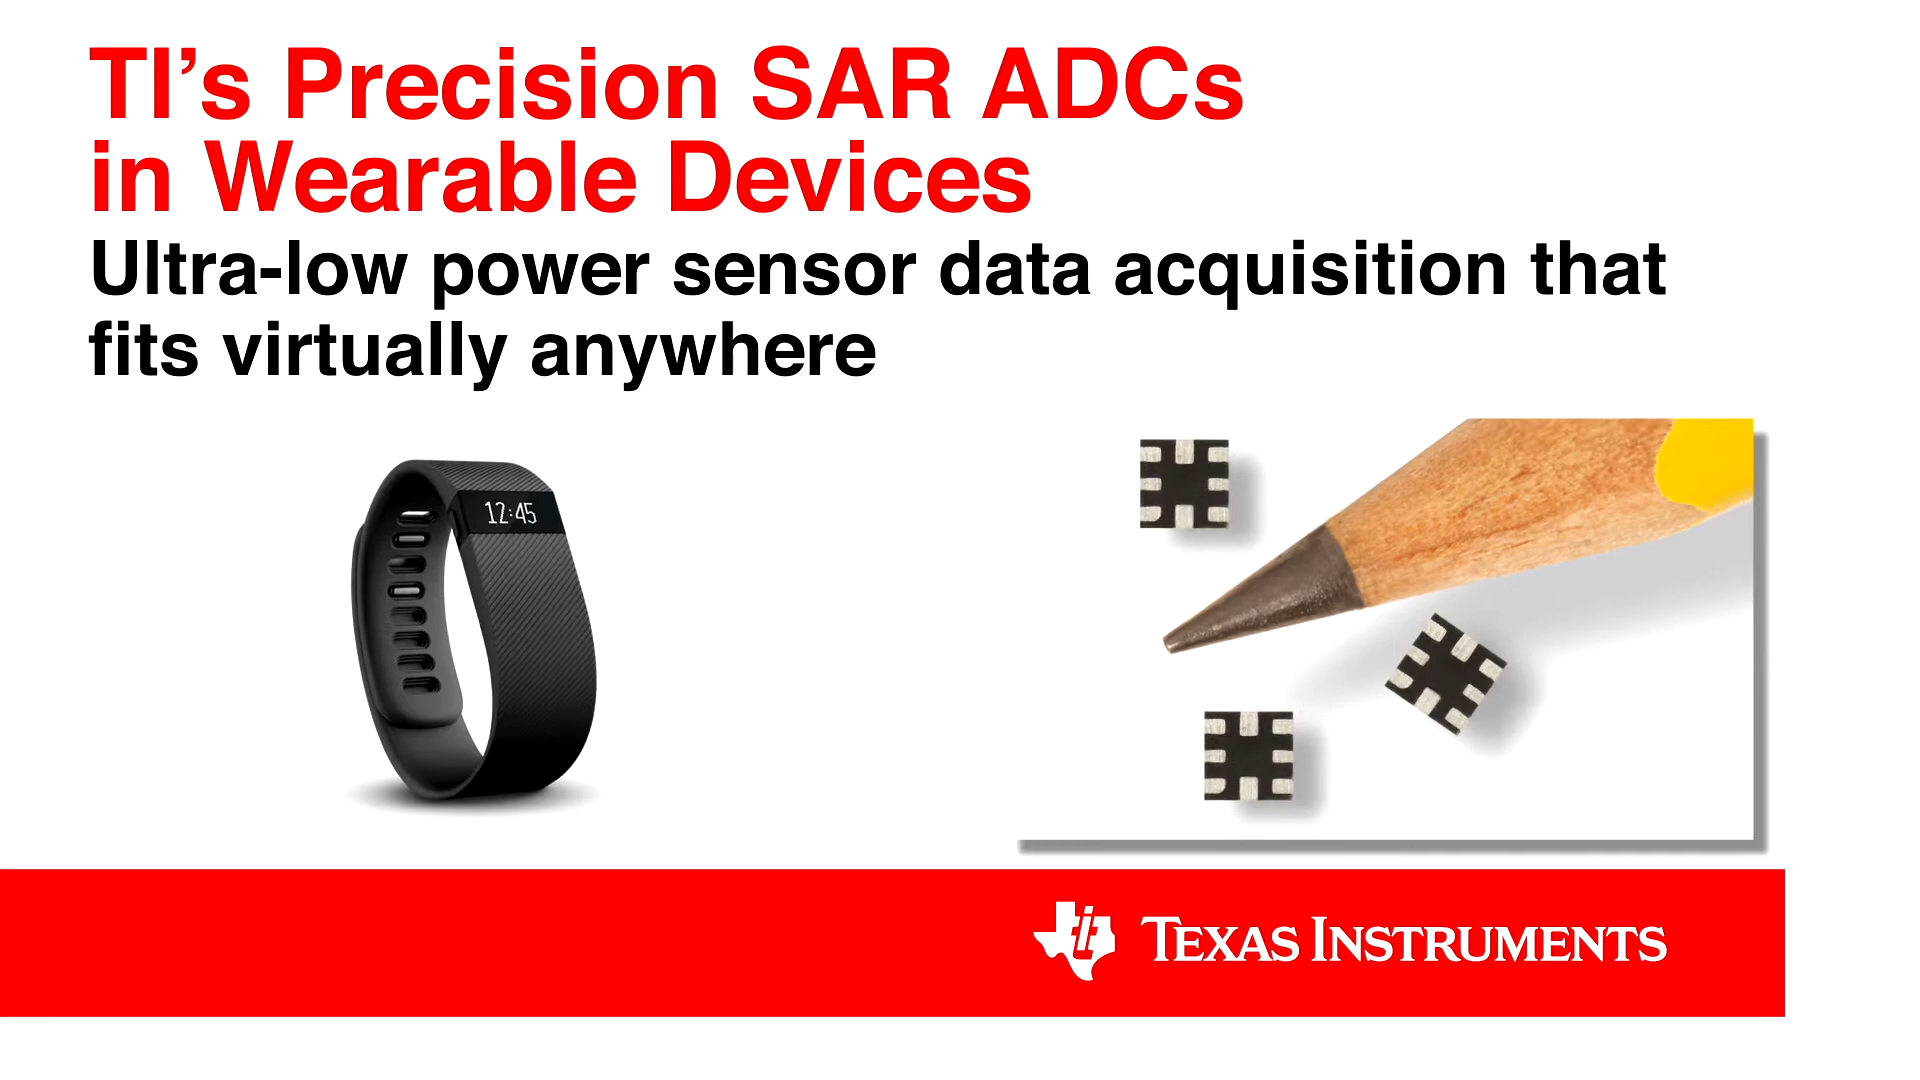 TI’s Precision SAR ADCs
in Wearable Devices
Ultra-low power sensor data acquisition that
fits virtually anywhere
12:45
TEXAS INSTRUMENTS